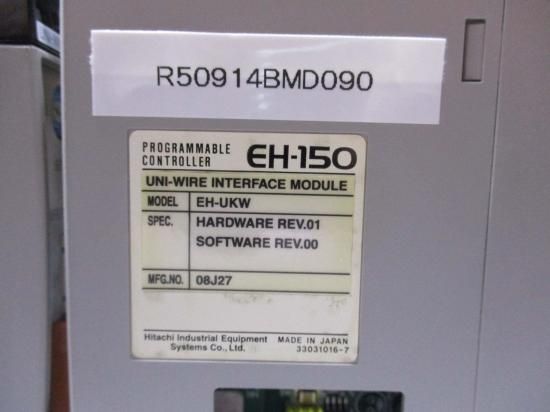 R50914BMD090
PROGRAMMABLE
CONTROLLER EH-150
UNI-WIRE INTERFACE MODULE
MODEL EH-UKW
SPEC. HARDWARE REV.01
SOFTWARE REV.00
MFG.NO. 08J27
Hitachi Industrial Equipment MADE IN JAPAN
Systems Co., Ltd. 33031016-7